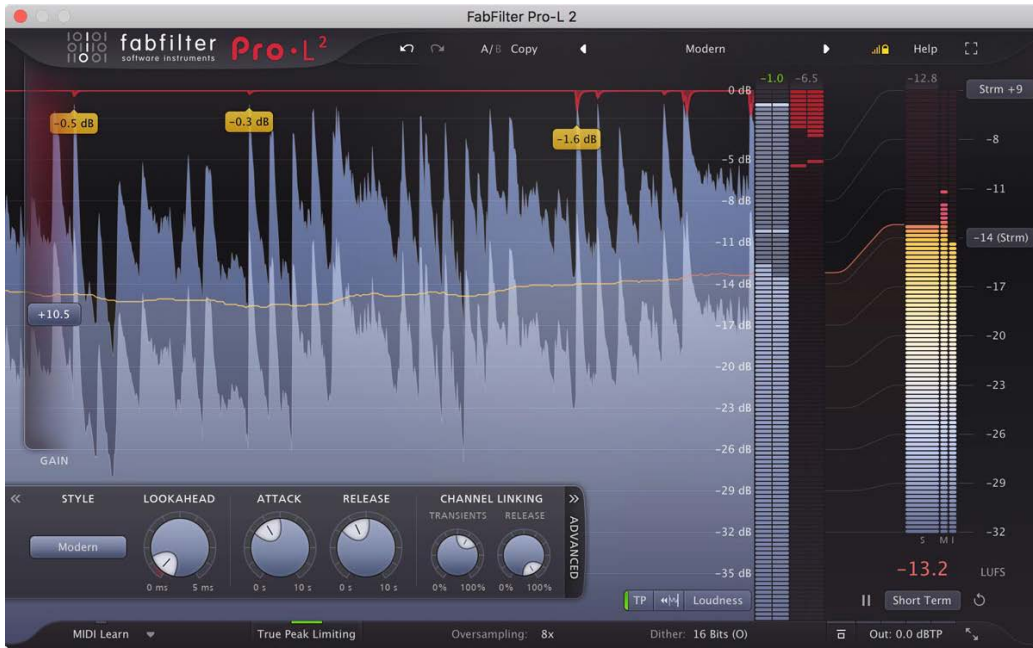 FabFilter Pro-L 2
fabfilter
software instruments
Pro·L 2
A/B Copy
Modern
Help
-1.0 -6.5
-12.8
0 dB
Strm +9
-0.5 dB
-0.3 dB
-1.6 dB
-5 dB
-8
-8 dB
-11
-11 dB
-14 (Strm)
-14 dB
-17
+10.5
-17 dB
-20
-20 dB
-23
-23 dB
-26
-26 dB
GAIN
-29
-29 dB
-32
-32 dB
-35 dB
S M I
STYLE LOOKAHEAD ATTACK RELEASE CHANNEL LINKING
TRANSIENTS RELEASE
ADVANCED
Modern
0 ms 5 ms 0 s 10 s 0 s 10 s 0% 100% 0% 100%
-13.2 LUFS
TP Loudness Short Term
MIDI Learn True Peak Limiting Oversampling: 8x Dither: 16 Bits (O) Out: 0.0 dBTP